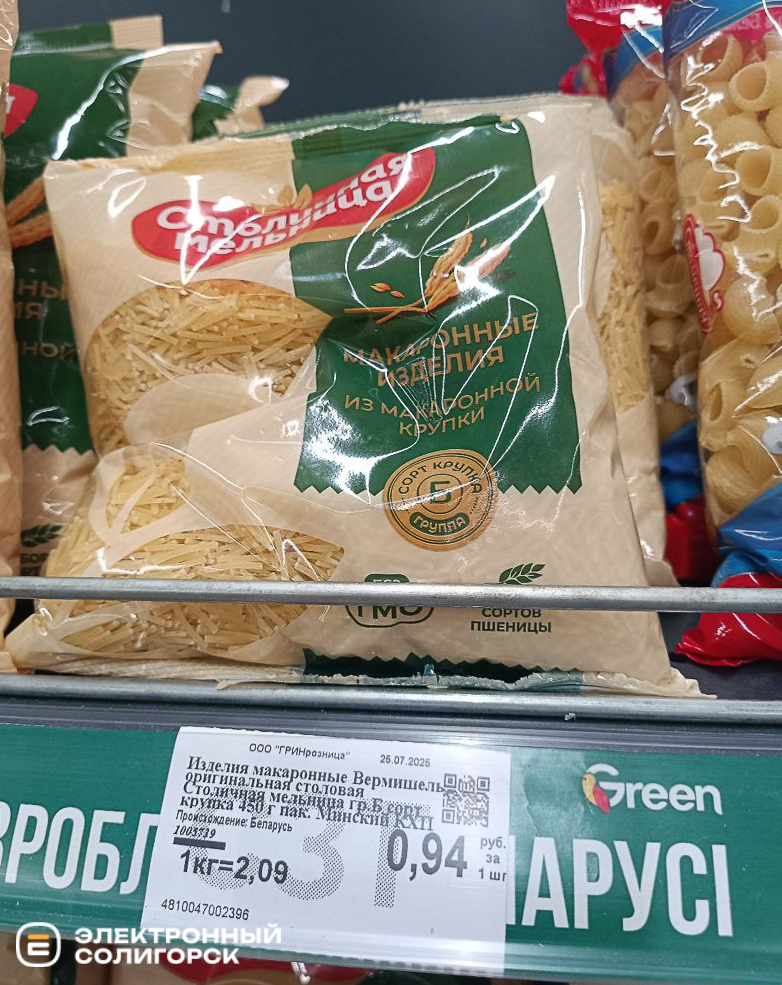 Столичная
мельница
МАКАРОННЫЕ
ИЗДЕЛИЯ
ИЗ МАКАРОННОЙ
КРУПКИ
СОРТ КРУПКА
Б
ГРУППА
ГМО
СОРТОВ
ПШЕНИЦЫ
ООО "ГРИНрозница" 25.07.2025
Изделия макаронные Вермишель
оригинальная столовая
Столичная мельница гр.Б сорт
крупка 450 г пак. Минский КХП
Происхождение: Беларусь
1003739
1кг=2,09
0,94
руб.
за
1 шт
4810047002396
Green
ЭЛЕКТРОННЫЙ
СОЛИГОРСК